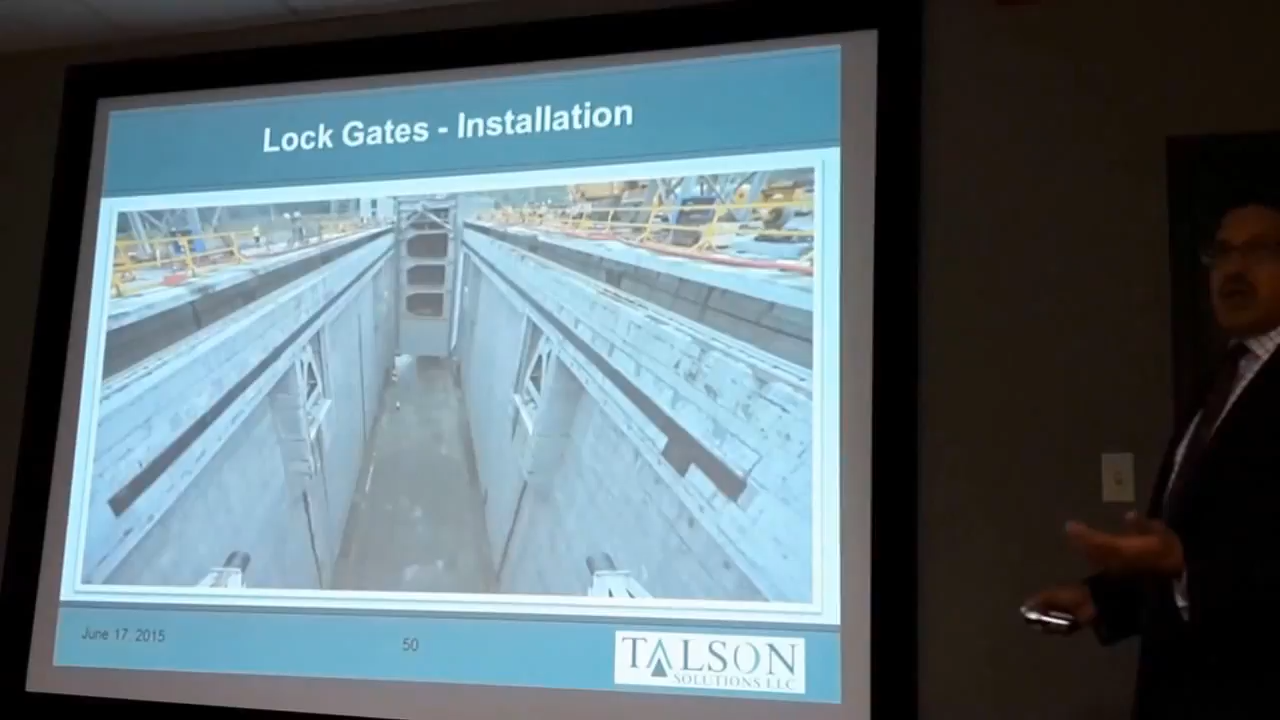 Lock Gates - Installation
June 17, 2015
50
TALSON
SOLUTIONS LLC